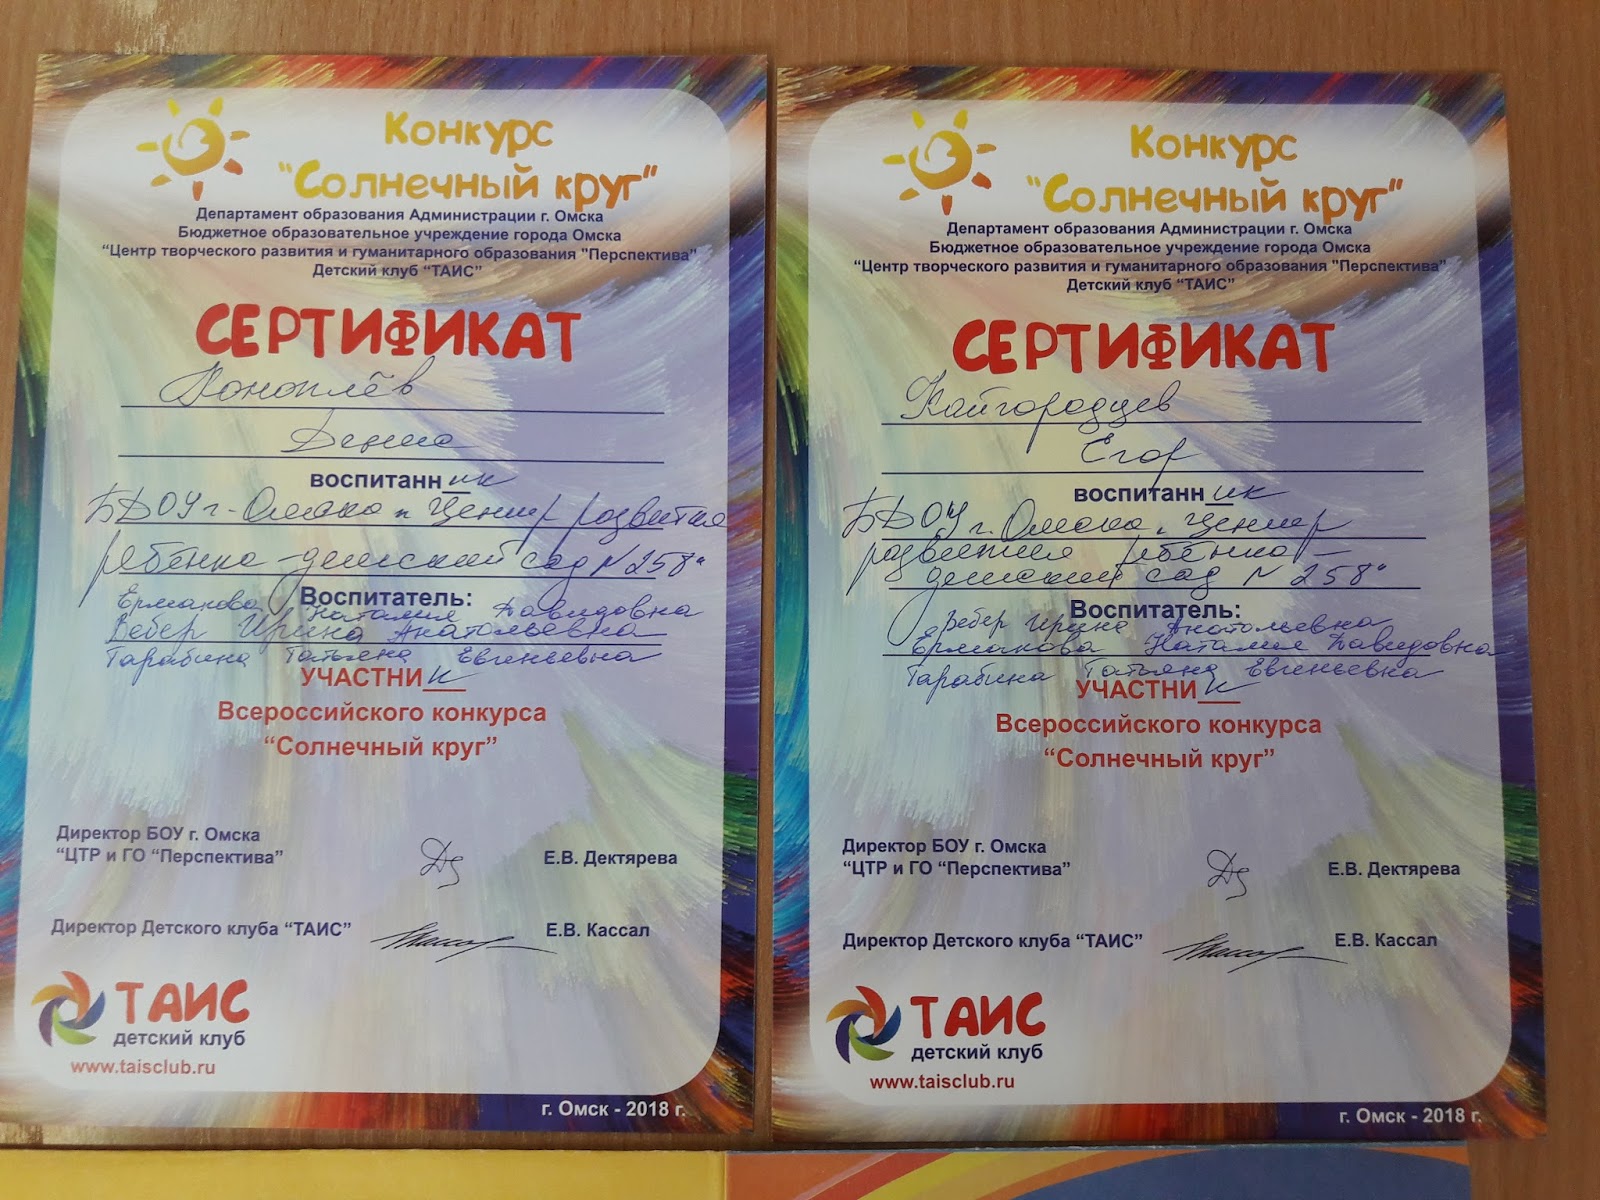 Конкурс
"Солнечный круг"
Департамент образования Администрации г. Омска
Бюджетное образовательное учреждение города Омска
“Центр творческого развития и гуманитарного образования "Перспектива”
Детский клуб “ТАИС”
СЕРТИФИКАТ
Коноплёв
Денис
воспитанник
БДОУ г. Омска "Центр развития
ребёнка - детский сад № 258"
Воспитатель:
Ермакова Наталия Давидовна
Вебер Ирина Анатольевна
Тарабина Татьяна Евгеньевна
УЧАСТНИК
Всероссийского конкурса
“Солнечный круг”
Директор БОУ г. Омска
“ЦТР и ГО “Перспектива”
Е.В. Дектярева
Директор Детского клуба “ТАИС”
Е.В. Кассал
ТАИС
детский клуб
www.taisclub.ru
г. Омск - 2018 г.
Конкурс
"Солнечный круг"
Департамент образования Администрации г. Омска
Бюджетное образовательное учреждение города Омска
“Центр творческого развития и гуманитарного образования "Перспектива”
Детский клуб “ТАИС”
СЕРТИФИКАТ
Кайгородцев
Егор
воспитанник
БДОУ г. Омска "Центр
развития ребёнка -
детский сад № 258"
Воспитатель:
Вебер Ирина Анатольевна
Ермакова Наталия Давидовна
Тарабина Татьяна Евгеньевна
УЧАСТНИК
Всероссийского конкурса
“Солнечный круг”
Директор БОУ г. Омска
“ЦТР и ГО “Перспектива”
Е.В. Дектярева
Директор Детского клуба “ТАИС”
Е.В. Кассал
ТАИС
детский клуб
www.taisclub.ru
г. Омск - 2018 г.